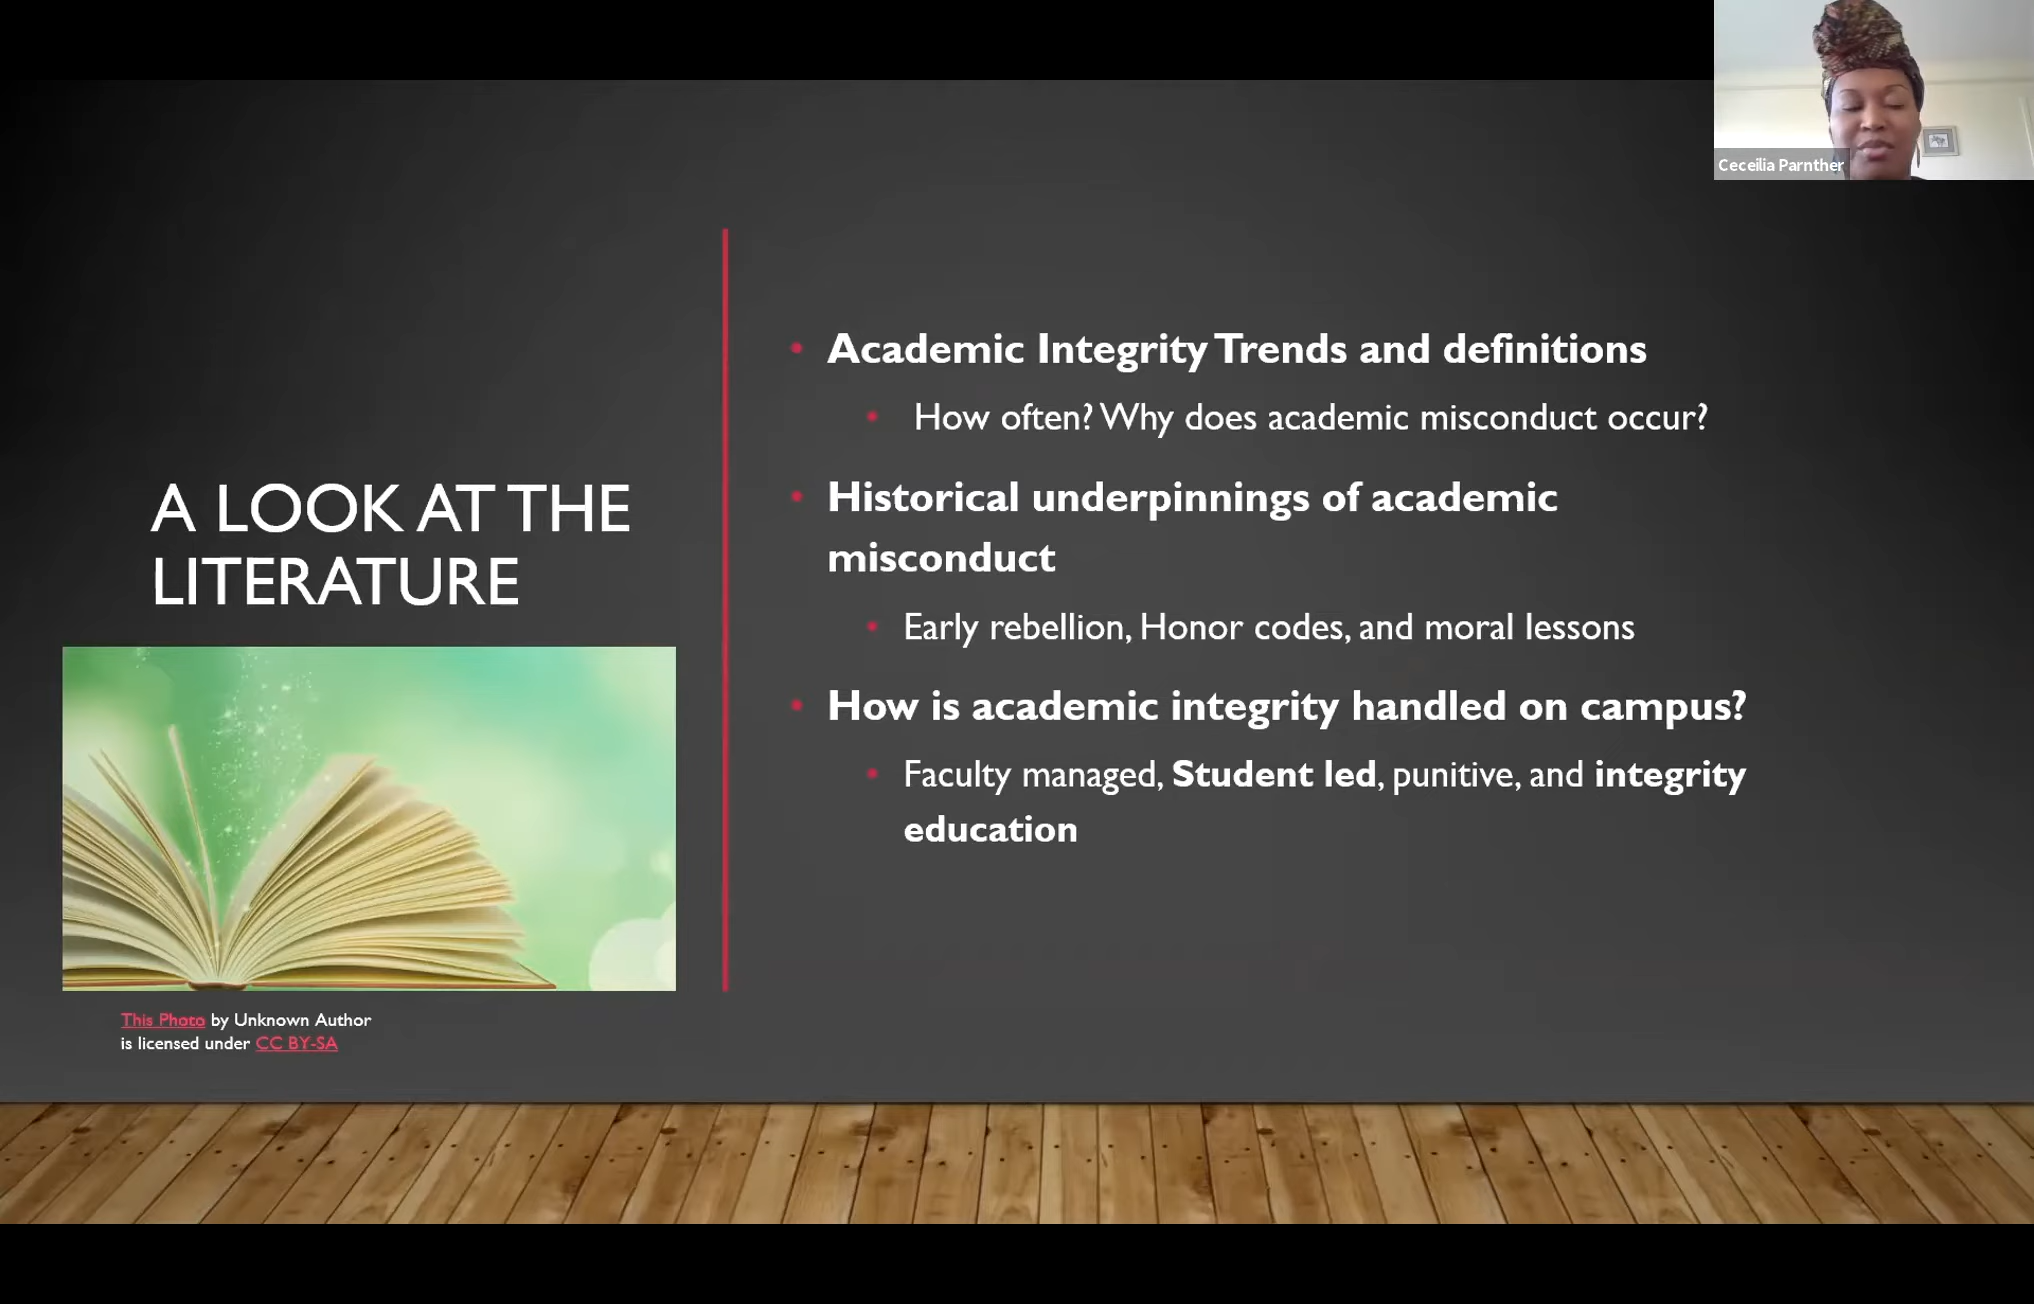 Ceceilia Parnther
A LOOK AT THE
LITERATURE
This Photo by Unknown Author
is licensed under CC BY-SA
• Academic Integrity Trends and definitions
• How often? Why does academic misconduct occur?
• Historical underpinnings of academic
misconduct
• Early rebellion, Honor codes, and moral lessons
• How is academic integrity handled on campus?
• Faculty managed, Student led, punitive, and integrity
education